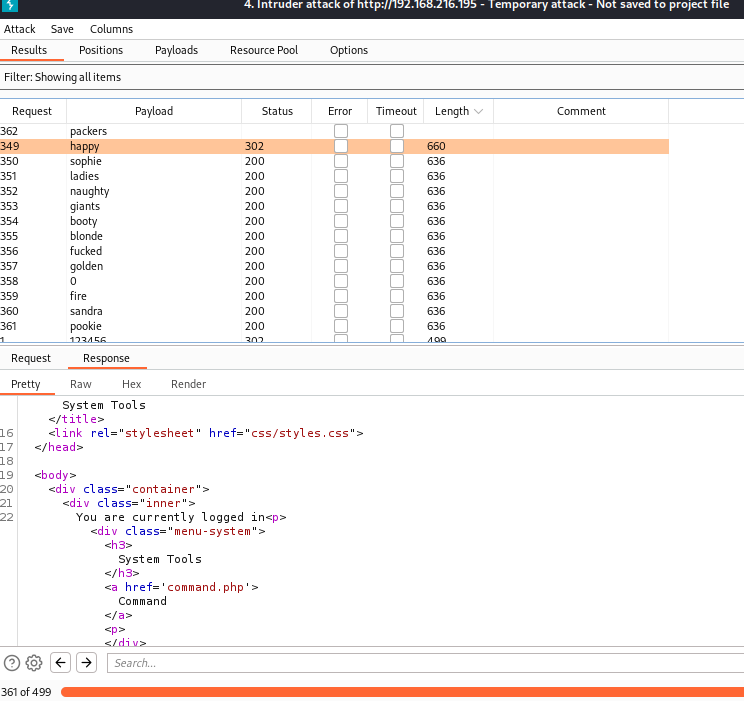 4. Intruder attack of http://192.168.216.195 - Temporary attack - Not saved to project file
Attack Save Columns
Results Positions Payloads Resource Pool Options
Filter: Showing all items
Request Payload Status Error Timeout Length Comment
362 packers
349 happy 302 660
350 sophie 200 636
351 ladies 200 636
352 naughty 200 636
353 giants 200 636
354 booty 200 636
355 blonde 200 636
356 fucked 200 636
357 golden 200 636
358 0 200 636
359 fire 200 636
360 sandra 200 636
361 pookie 200 636
1 123456 302 499
Request Response
Pretty Raw Hex Render
System Tools
</title>
16 <link rel="stylesheet" href="css/styles.css">
17 </head>
18
19 <body>
20 <div class="container">
21 <div class="inner">
22 You are currently logged in<p>
<div class="menu-system">
<h3>
System Tools
</h3>
<a href='command.php'>
Command
</a>
<p>
</div>
Search...
361 of 499